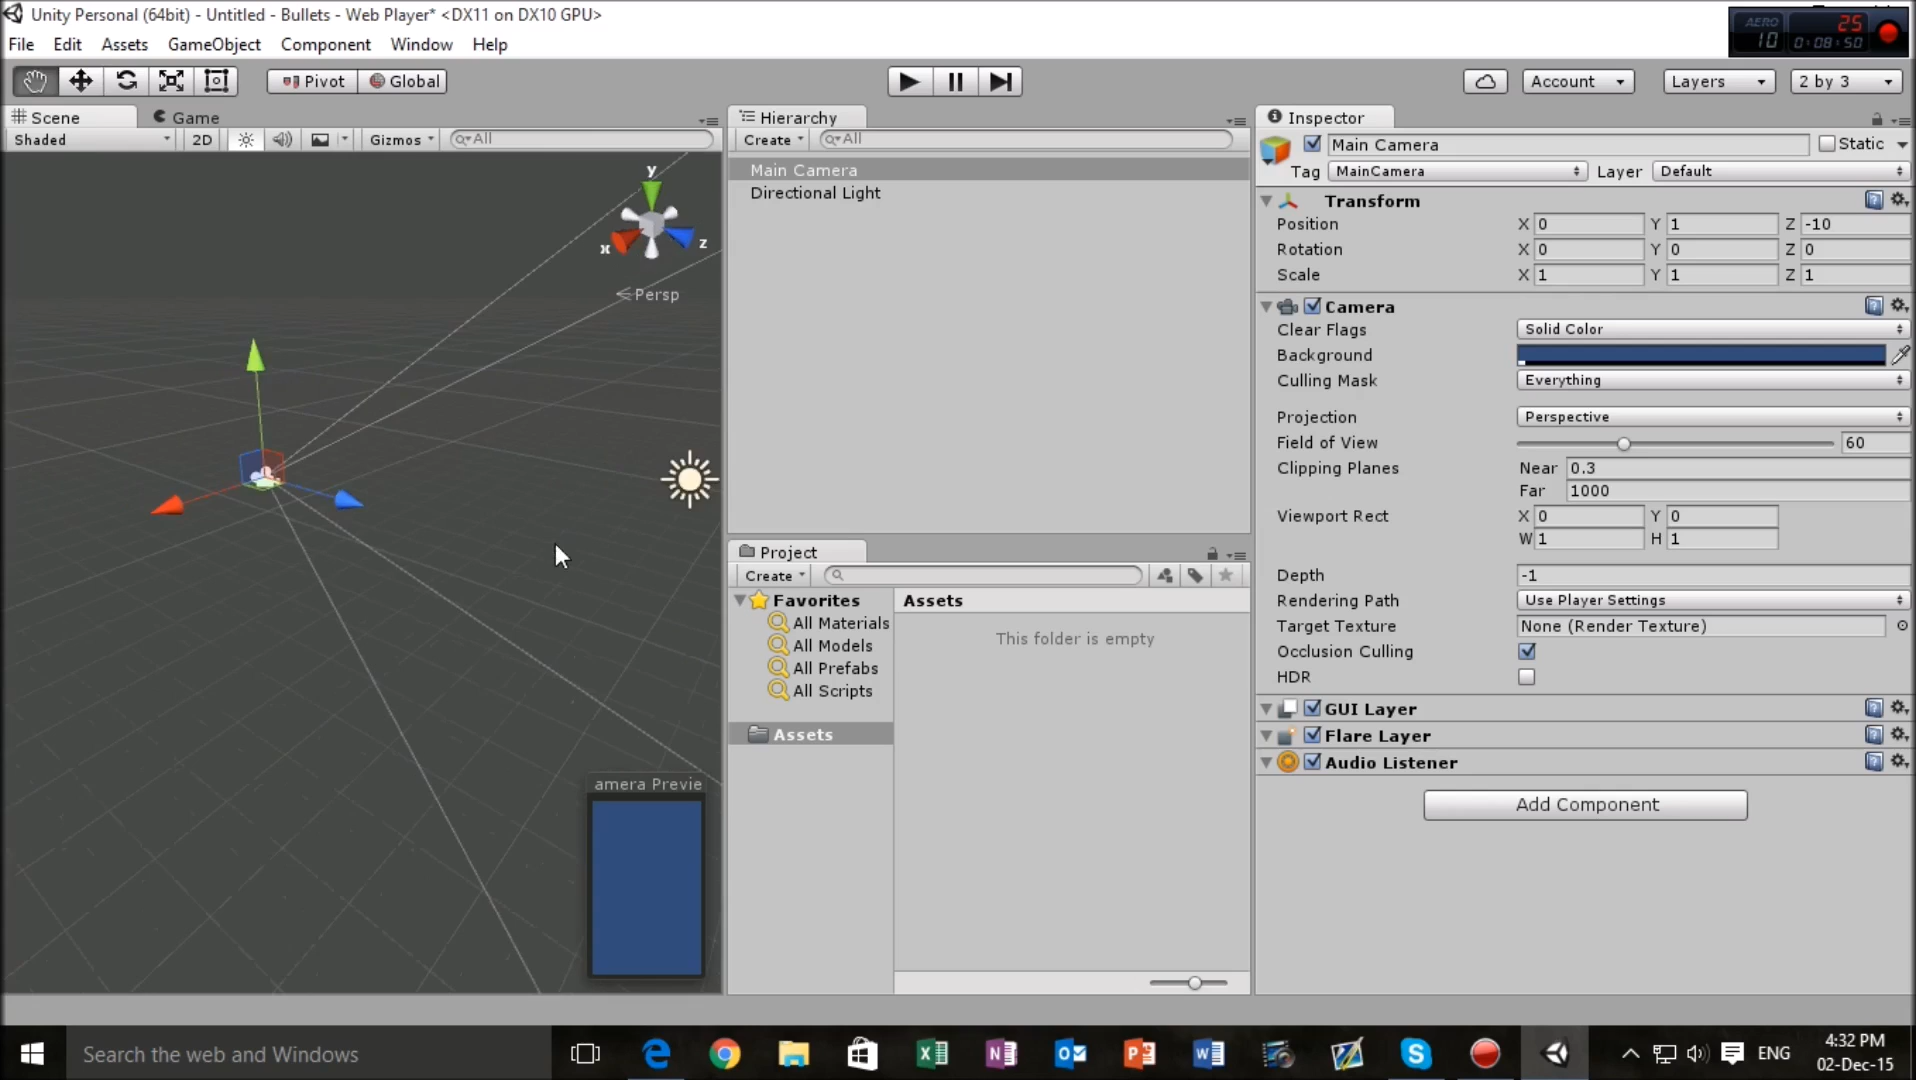 Unity Personal (64bit) - Untitled - Bullets - Web Player* <DX11 on DX10 GPU>
AERO
10
25
0:08:50
File Edit Assets GameObject Component Window Help
Pivot Global
Account Layers 2 by 3
Scene Game
Shaded 2D Gizmos All
y
x
z
Persp
amera Previe
Hierarchy
Create All
Main Camera
Directional Light
Project
Create
Favorites
All Materials
All Models
All Prefabs
All Scripts
Assets
Assets
This folder is empty
Inspector
Main Camera Static
Tag MainCamera Layer Default
Transform
Position X 0 Y 1 Z -10
Rotation X 0 Y 0 Z 0
Scale X 1 Y 1 Z 1
Camera
Clear Flags Solid Color
Background
Culling Mask Everything
Projection Perspective
Field of View 60
Clipping Planes Near 0.3
Far 1000
Viewport Rect X 0 Y 0
W 1 H 1
Depth -1
Rendering Path Use Player Settings
Target Texture None (Render Texture)
Occlusion Culling
HDR
GUI Layer
Flare Layer
Audio Listener
Add Component
Search the web and Windows
ENG
4:32 PM
02-Dec-15